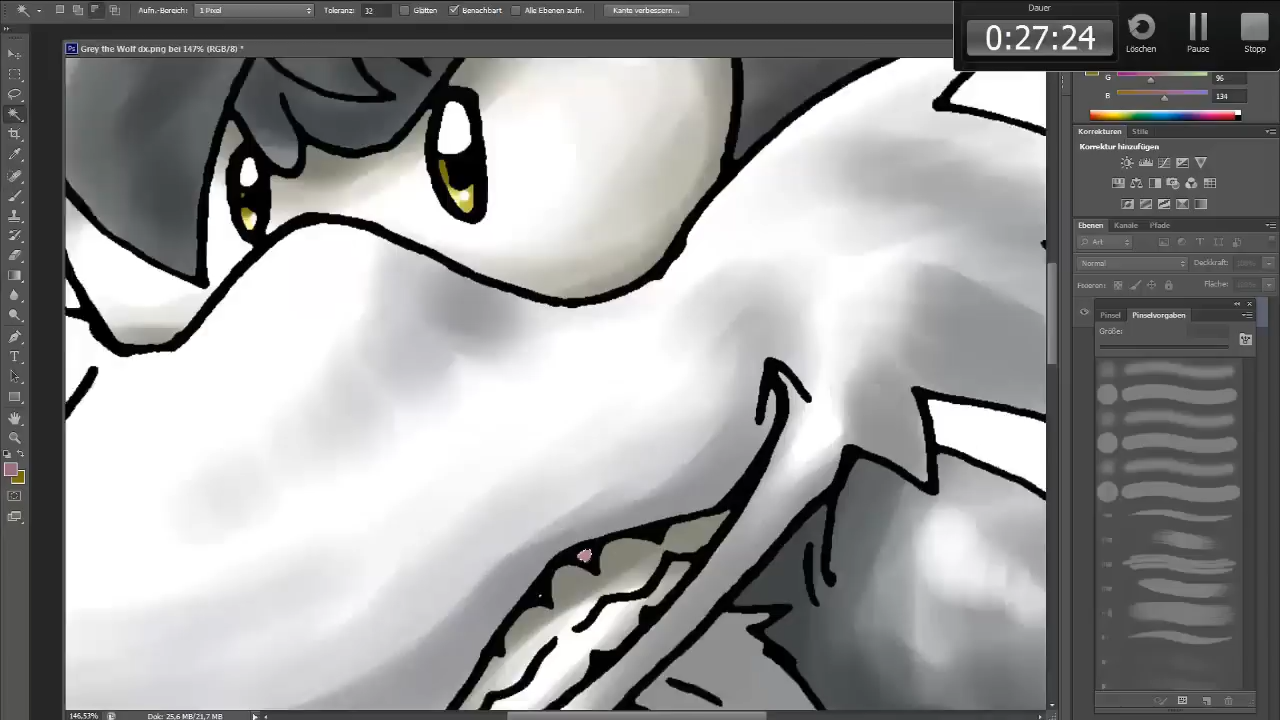 Aufn.-Bereich: 1 Pixel Toleranz: 32 Glätten Benachbart Alle Ebenen aufn. Kante verbessern...
Dauer
0:27:24
Löschen Pause Stopp
Grey the Wolf dx.png bei 147% (RGB/8) *
G 96
B 134
Korrekturen Stile
Korrektur hinzufügen
Ebenen Kanäle Pfade
Art
Normal Deckkraft: 100%
Fläche:
Pinsel Pinselvorgaben
Größe:
146,53% Dok: 25,6 MB/21,7 MB